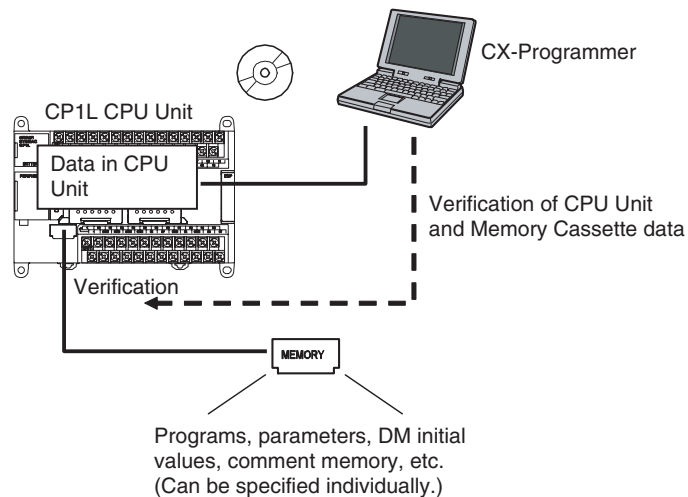 CX-Programmer
CP1L CPU Unit
Data in CPU
Unit
Verification of CPU Unit
and Memory Cassette data
Verification
MEMORY
Programs, parameters, DM initial
values, comment memory, etc.
(Can be specified individually.)